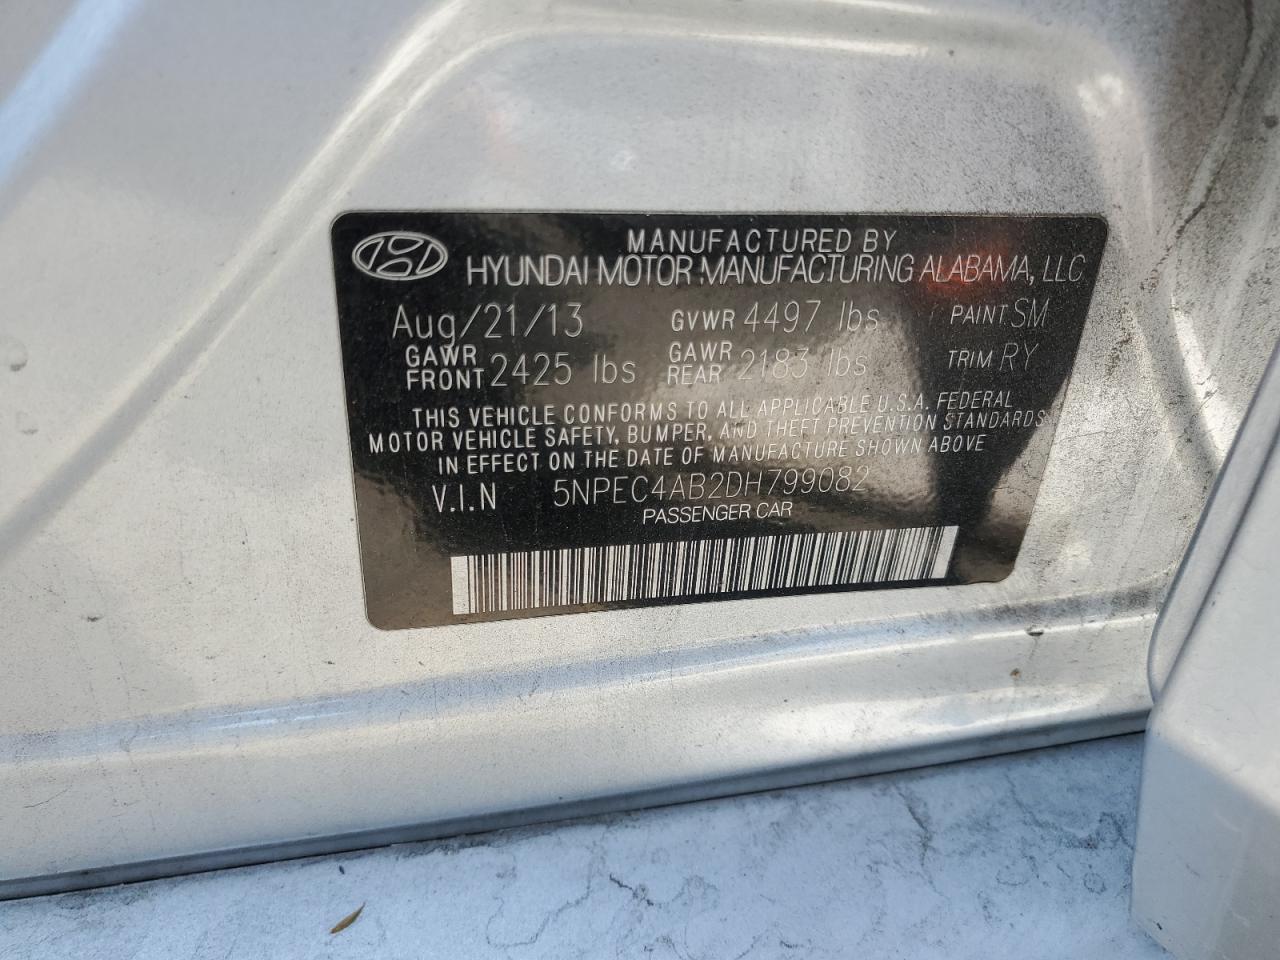 MANUFACTURED BY
HYUNDAI MOTOR MANUFACTURING ALABAMA, LLC
Aug/21/13 GVWR 4497 lbs PAINT SM
GAWR FRONT 2425 lbs GAWR REAR 2183 lbs TRIM RY
THIS VEHICLE CONFORMS TO ALL APPLICABLE U.S.A. FEDERAL
MOTOR VEHICLE SAFETY, BUMPER, AND THEFT PREVENTION STANDARDS
IN EFFECT ON THE DATE OF MANUFACTURE SHOWN ABOVE
V.I.N 5NPEC4AB2DH799082
PASSENGER CAR